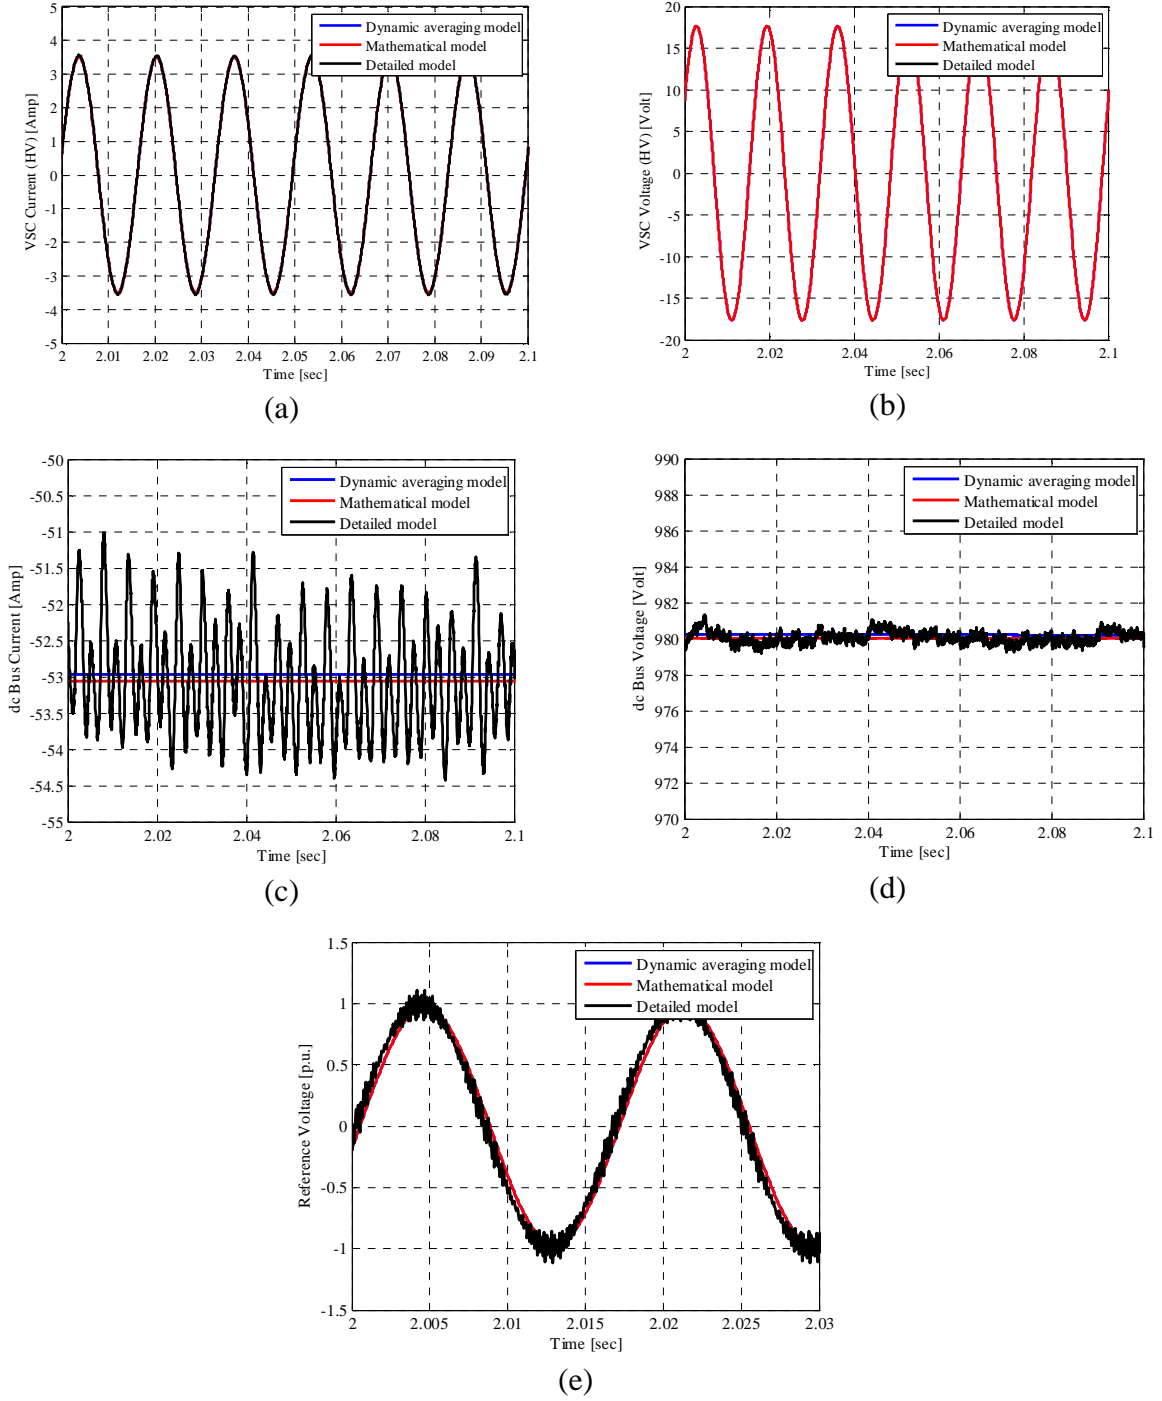 5
4
3
2
1
0
-1
-2
-3
-4
-5
VSC Current (HV) [Amp]
Dynamic averaging model
Mathematical model
Detailed model
2 2.01 2.02 2.03 2.04 2.05 2.06 2.07 2.08 2.09 2.1
Time [sec]
(a)
20
15
10
5
0
-5
-10
-15
-20
VSC Voltage (HV) [Volt]
Dynamic averaging model
Mathematical model
Detailed model
2 2.02 2.04 2.06 2.08 2.1
Time [sec]
(b)
-50
-50.5
-51
-51.5
-52
-52.5
-53
-53.5
-54
-54.5
-55
dc Bus Current [Amp]
Dynamic averaging model
Mathematical model
Detailed model
2 2.02 2.04 2.06 2.08 2.1
Time [sec]
(c)
990
988
986
984
982
980
978
976
974
972
970
dc Bus Voltage [Volt]
Dynamic averaging model
Mathematical model
Detailed model
2 2.02 2.04 2.06 2.08 2.1
Time [sec]
(d)
1.5
1
0.5
0
-0.5
-1
-1.5
Reference Voltage [p.u.]
Dynamic averaging model
Mathematical model
Detailed model
2 2.005 2.01 2.015 2.02 2.025 2.03
Time [sec]
(e)